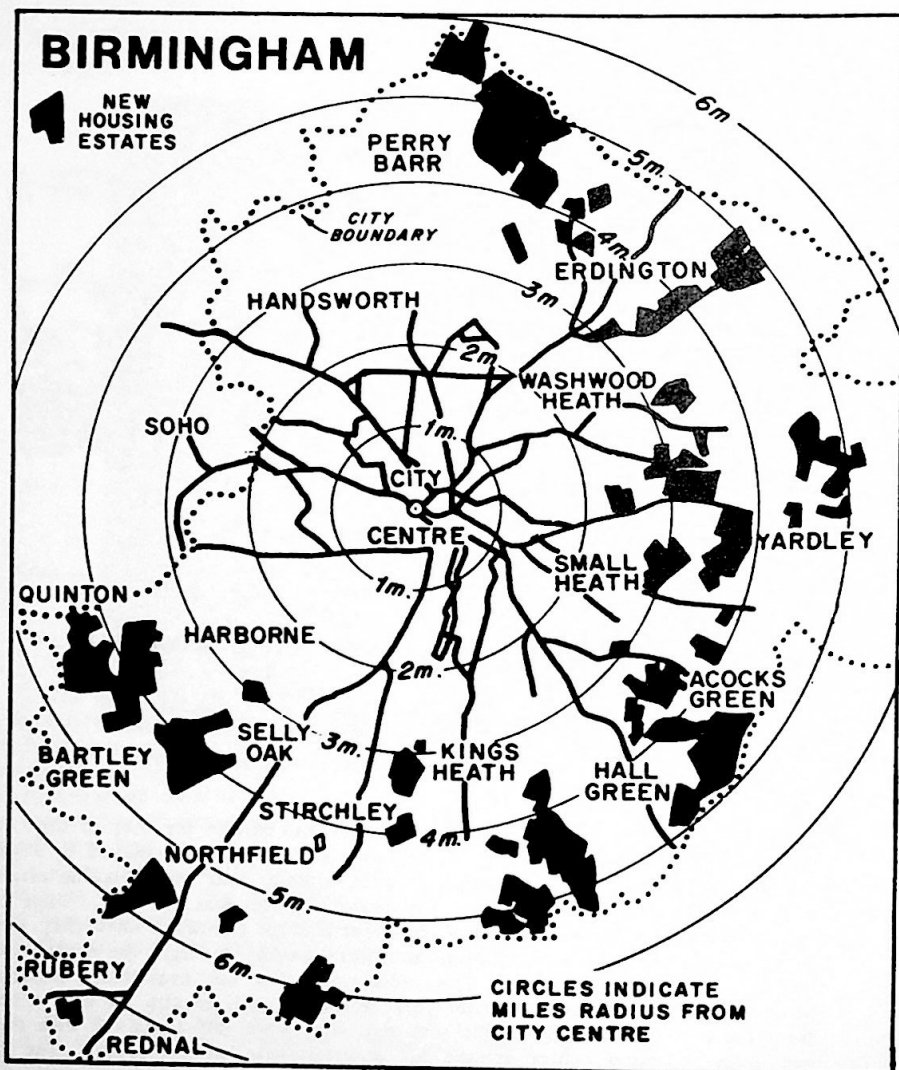 BIRMINGHAM
NEW
HOUSING
ESTATES
6m
5m.
PERRY
BARR
CITY
BOUNDARY
4m.
ERDINGTON
3m
HANDSWORTH
2m.
WASHWOOD
HEATH
SOHO
1m.
CITY
CENTRE
YARDLEY
SMALL
HEATH
1m.
QUINTON
HARBORNE
2m.
ACOCKS
GREEN
SELLY
OAK
3m.
KINGS
HEATH
BARTLEY
GREEN
HALL
GREEN
STIRCHLEY
4m.
NORTHFIELD
5m.
RUBERY
6m.
CIRCLES INDICATE
MILES RADIUS FROM
CITY CENTRE
REDNAL